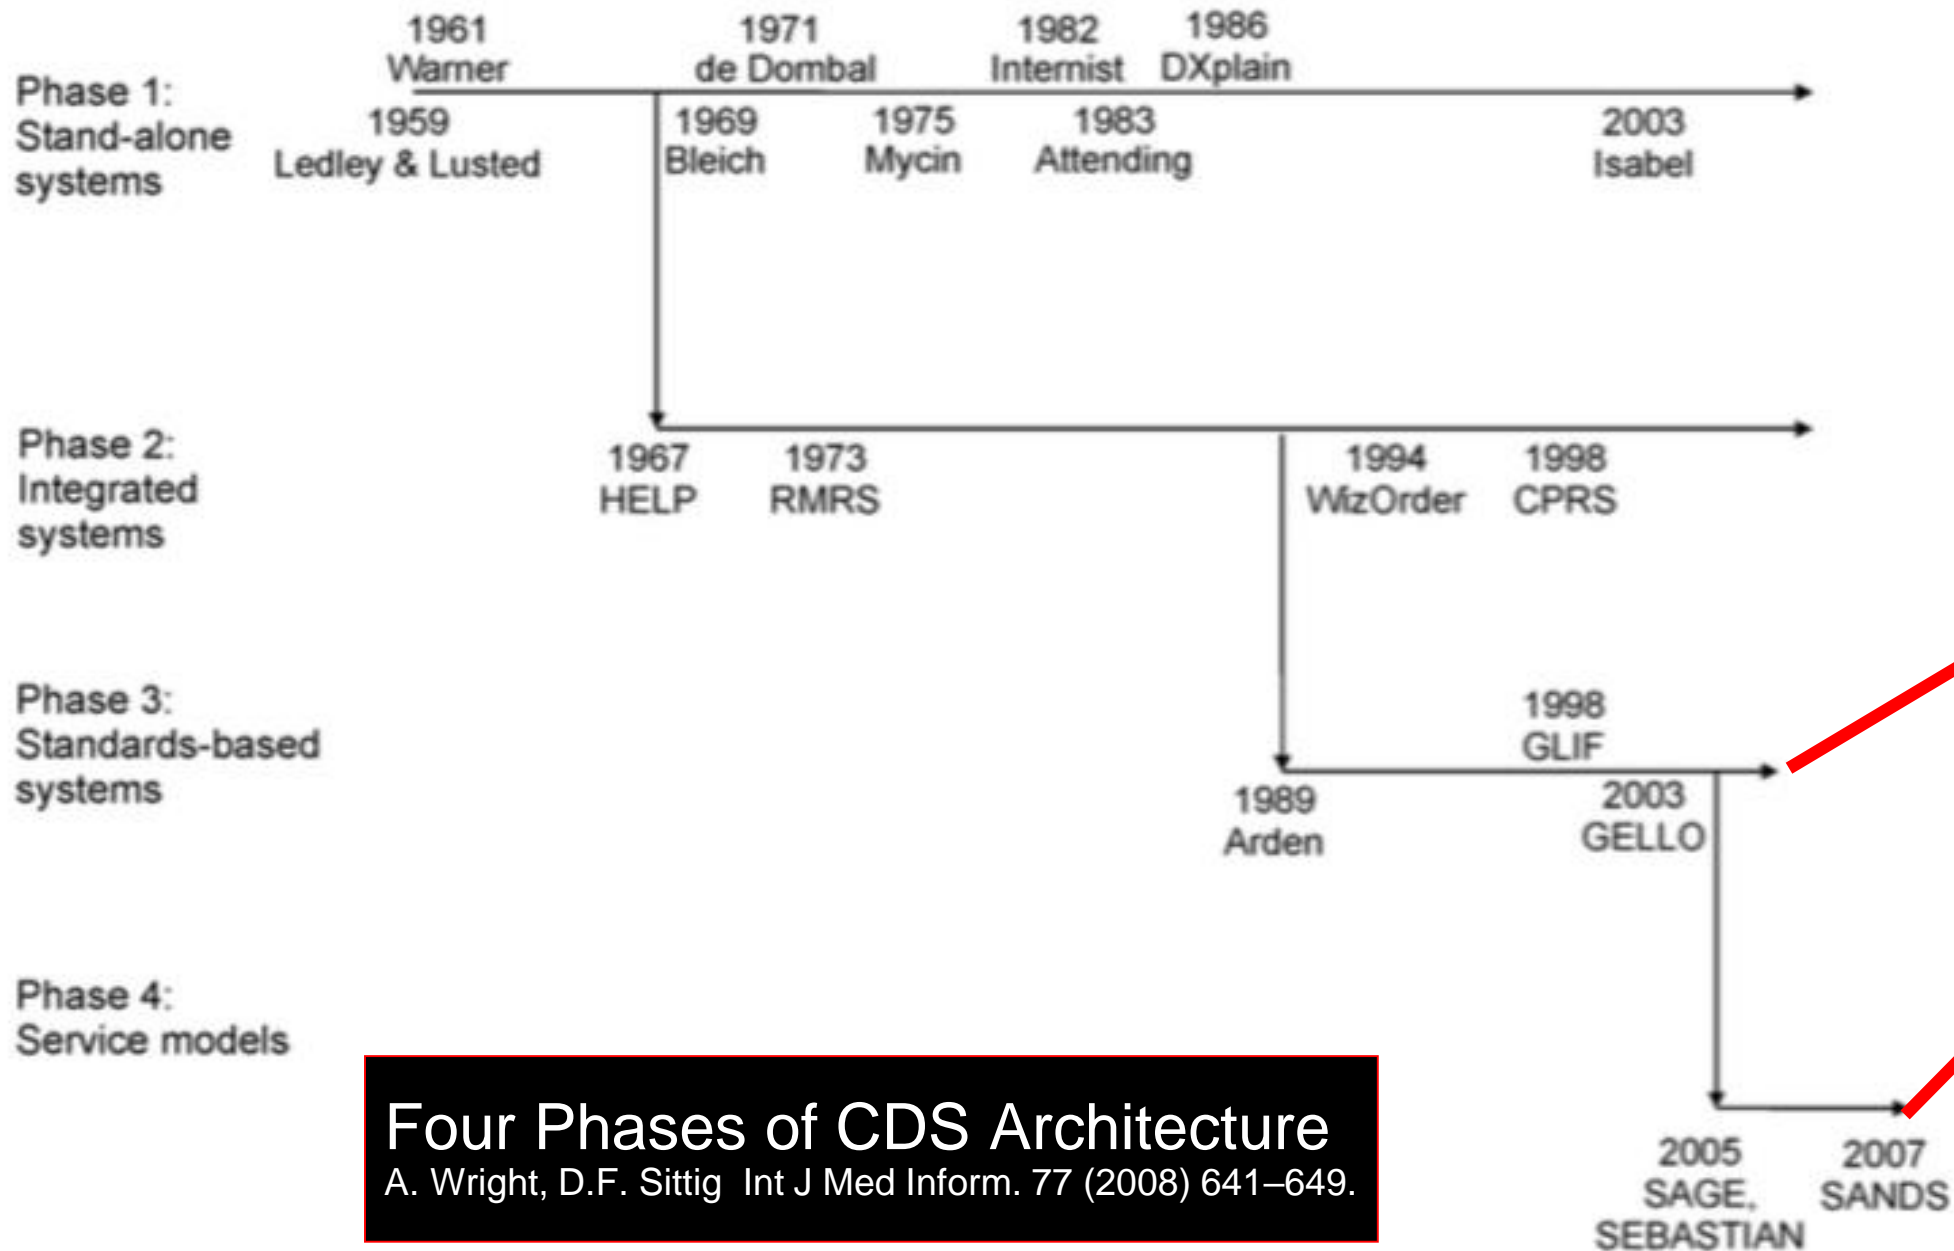 Phase 1:
Stand-alone
systems
1961
Warner
1971
de Dombal
1982
Internist
1986
DXplain
1959
Ledley & Lusted
1969
Bleich
1975
Mycin
1983
Attending
2003
Isabel
Phase 2:
Integrated
systems
1967
HELP
1973
RMRS
1994
WizOrder
1998
CPRS
Phase 3:
Standards-based
systems
1998
GLIF
1989
Arden
2003
GELLO
Phase 4:
Service models
2005
SAGE,
SEBASTIAN
2007
SANDS
Four Phases of CDS Architecture
A. Wright, D.F. Sittig Int J Med Inform. 77 (2008) 641–649.